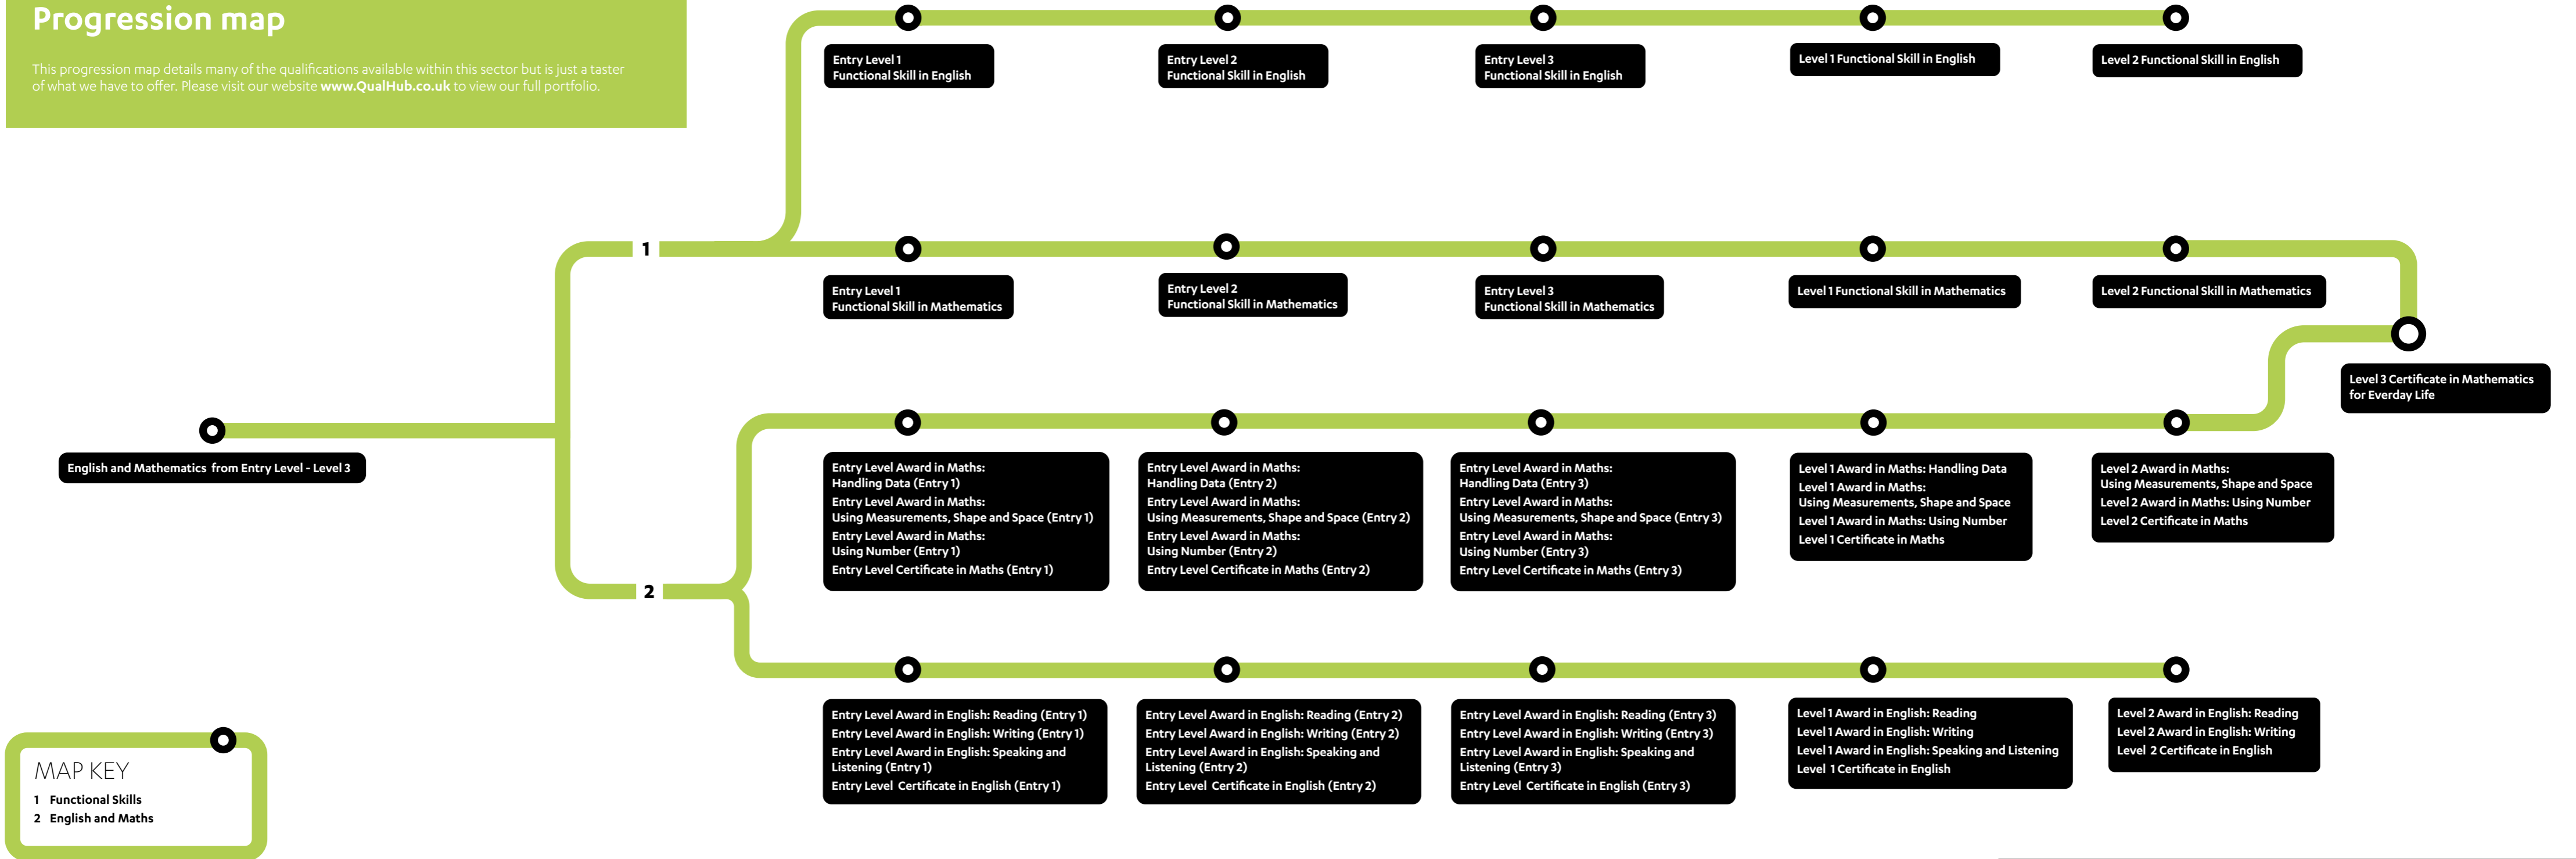 Progression map
This progression map details many of the qualifications available within this sector but is just a taster
of what we have to offer. Please visit our website www.QualHub.co.uk to view our full portfolio.
Entry Level 1
Functional Skill in English
Entry Level 2
Functional Skill in English
Entry Level 3
Functional Skill in English
Level 1 Functional Skill in English
Level 2 Functional Skill in English
1
Entry Level 1
Functional Skill in Mathematics
Entry Level 2
Functional Skill in Mathematics
Entry Level 3
Functional Skill in Mathematics
Level 1 Functional Skill in Mathematics
Level 2 Functional Skill in Mathematics
Level 3 Certificate in Mathematics
for Everday Life
English and Mathematics from Entry Level - Level 3
Entry Level Award in Maths:
Handling Data (Entry 1)
Entry Level Award in Maths:
Using Measurements, Shape and Space (Entry 1)
Entry Level Award in Maths:
Using Number (Entry 1)
Entry Level Certificate in Maths (Entry 1)
Entry Level Award in Maths:
Handling Data (Entry 2)
Entry Level Award in Maths:
Using Measurements, Shape and Space (Entry 2)
Entry Level Award in Maths:
Using Number (Entry 2)
Entry Level Certificate in Maths (Entry 2)
Entry Level Award in Maths:
Handling Data (Entry 3)
Entry Level Award in Maths:
Using Measurements, Shape and Space (Entry 3)
Entry Level Award in Maths:
Using Number (Entry 3)
Entry Level Certificate in Maths (Entry 3)
Level 1 Award in Maths: Handling Data
Level 1 Award in Maths:
Using Measurements, Shape and Space
Level 1 Award in Maths: Using Number
Level 1 Certificate in Maths
Level 2 Award in Maths:
Using Measurements, Shape and Space
Level 2 Award in Maths: Using Number
Level 2 Certificate in Maths
2
Entry Level Award in English: Reading (Entry 1)
Entry Level Award in English: Writing (Entry 1)
Entry Level Award in English: Speaking and
Listening (Entry 1)
Entry Level Certificate in English (Entry 1)
Entry Level Award in English: Reading (Entry 2)
Entry Level Award in English: Writing (Entry 2)
Entry Level Award in English: Speaking and
Listening (Entry 2)
Entry Level Certificate in English (Entry 2)
Entry Level Award in English: Reading (Entry 3)
Entry Level Award in English: Writing (Entry 3)
Entry Level Award in English: Speaking and
Listening (Entry 3)
Entry Level Certificate in English (Entry 3)
Level 1 Award in English: Reading
Level 1 Award in English: Writing
Level 1 Award in English: Speaking and Listening
Level 1 Certificate in English
Level 2 Award in English: Reading
Level 2 Award in English: Writing
Level 2 Certificate in English
MAP KEY
1 Functional Skills
2 English and Maths